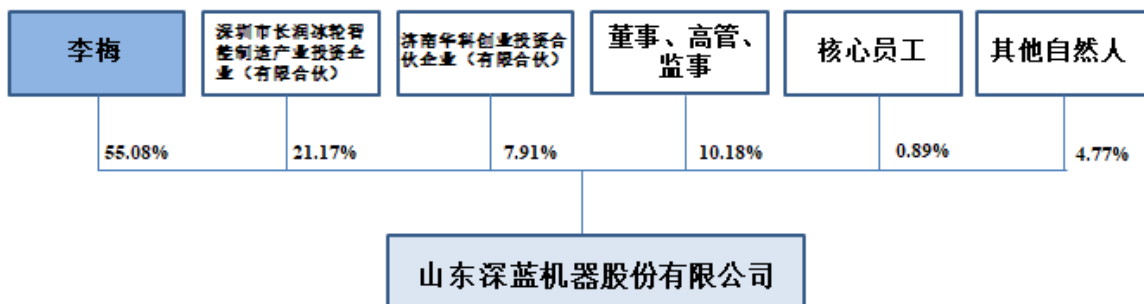 李梅
深圳市长润冰轮智
能制造产业投资企
业（有限合伙）
济南华科创业投资合
伙企业（有限合伙）
董事、高管、
监事
核心员工
其他自然人
55.08%
21.17%
7.91%
10.18%
0.89%
4.77%
山东深蓝机器股份有限公司